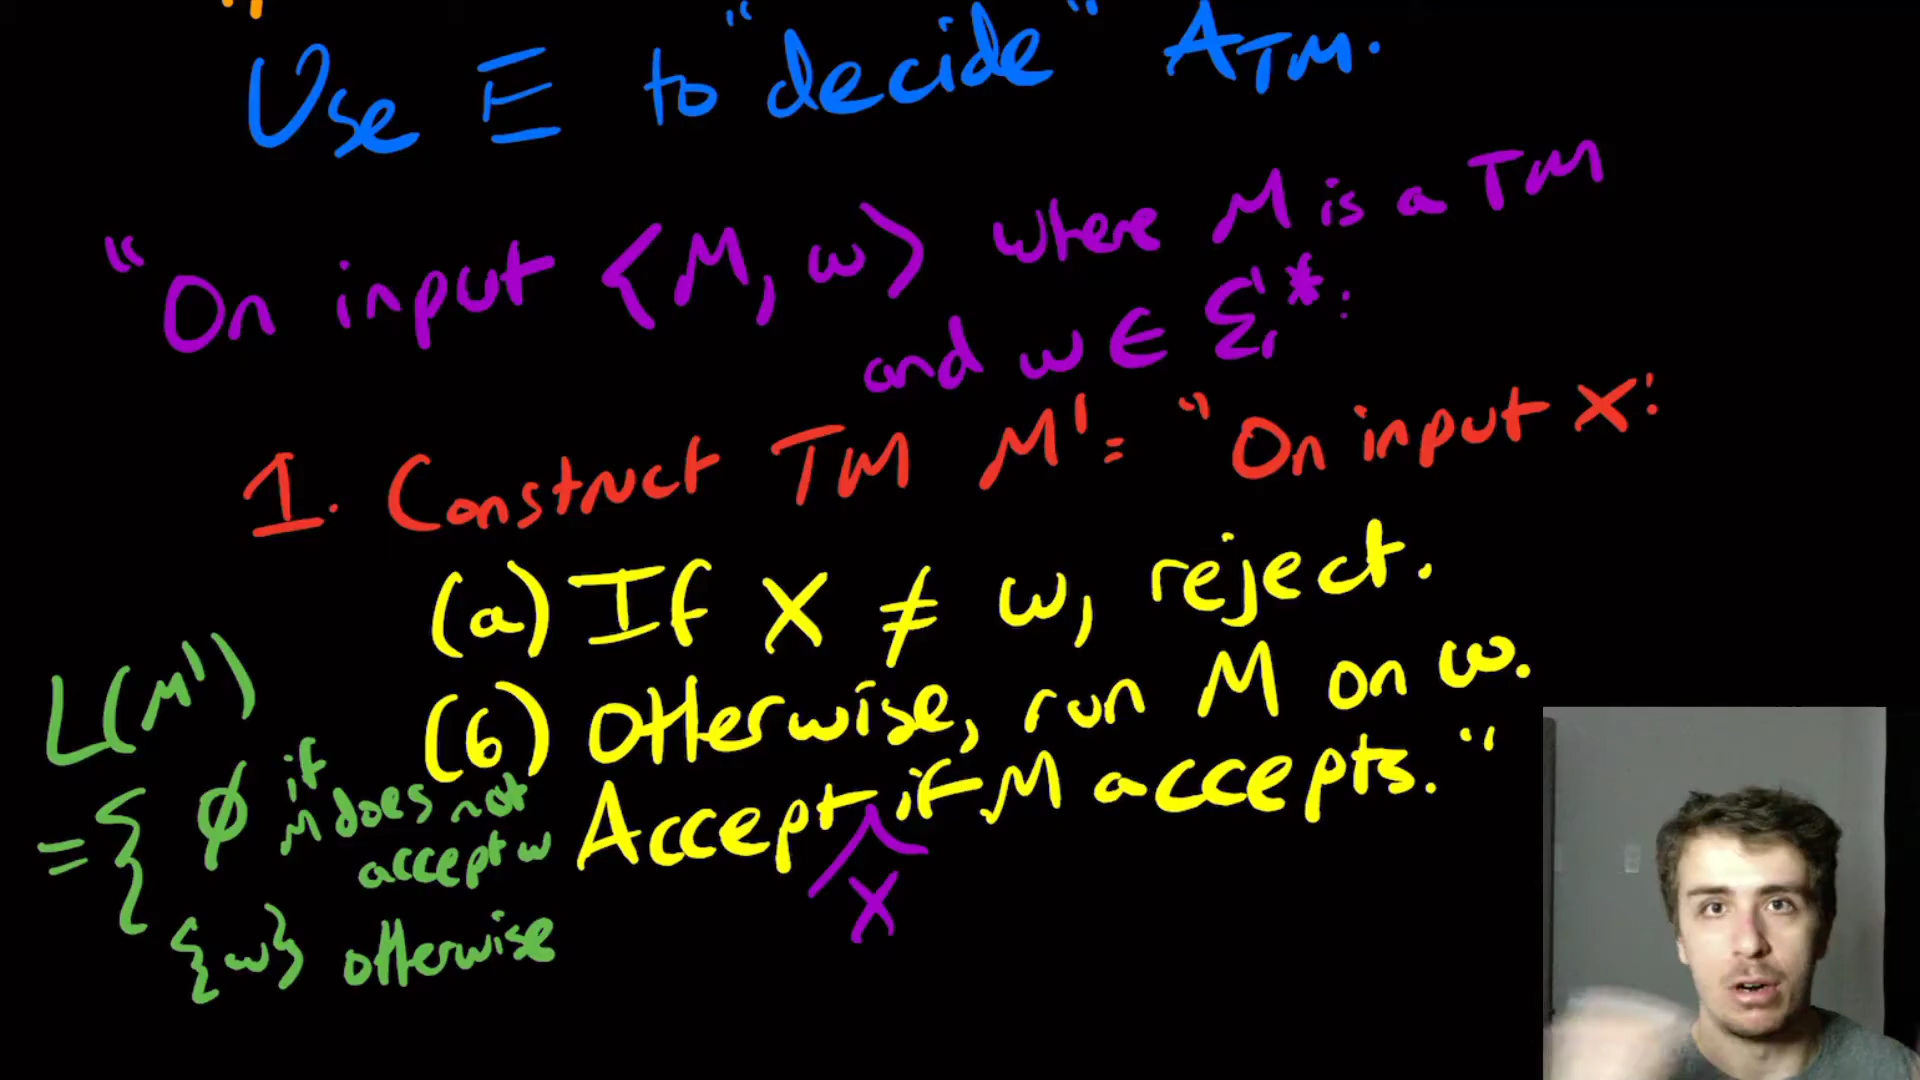 Use E to "decide" ATM.
"On input ⟨M, w⟩ where M is a TM
and w ∈ Σ*:
1. Construct TM M' = "On input x:
(a) If x ≠ w, reject.
(b) Otherwise, run M on w.
Accept x if M accepts."
L(M')
= { ∅ if M does not accept w
{w} otherwise